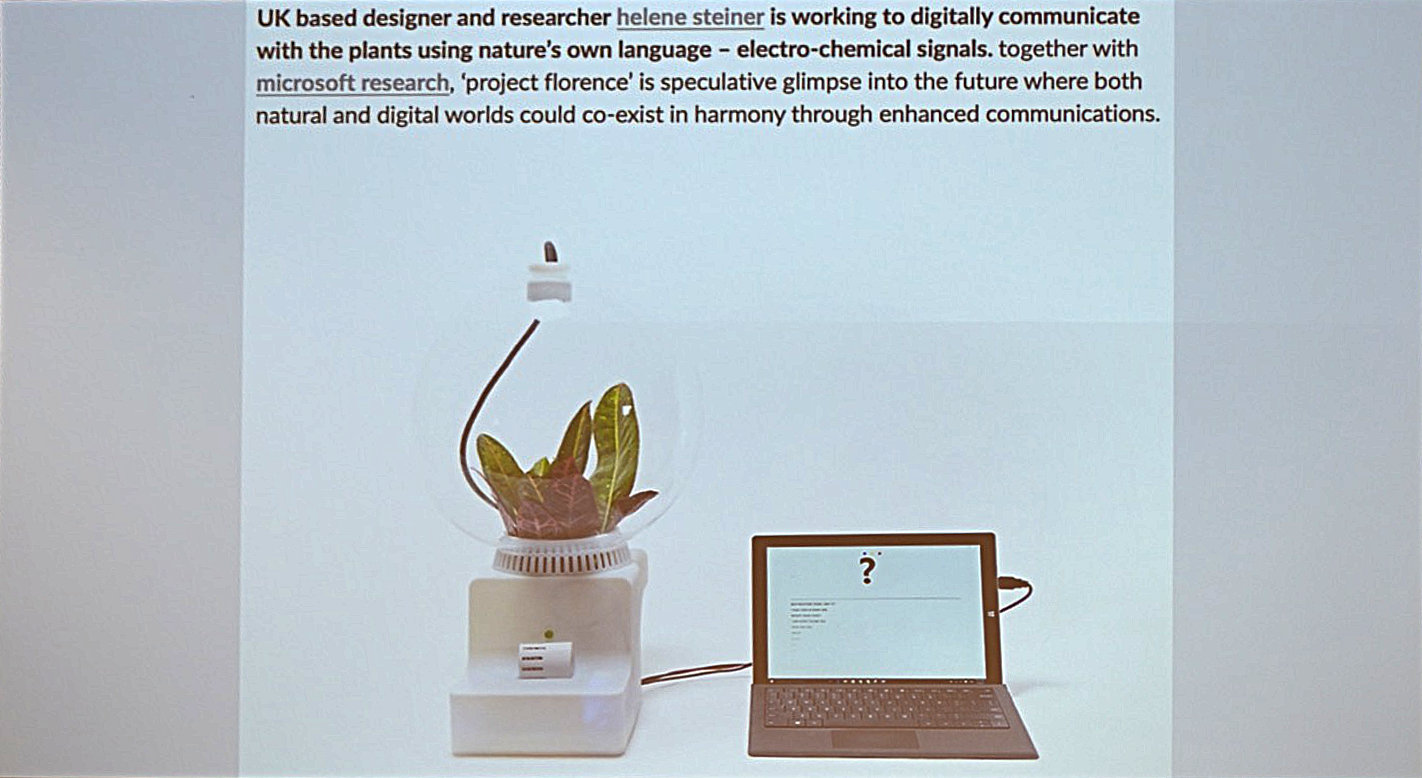 UK based designer and researcher helene steiner is working to digitally communicate
with the plants using nature's own language – electro-chemical signals. together with
microsoft research, 'project florence' is speculative glimpse into the future where both
natural and digital worlds could co-exist in harmony through enhanced communications.
?